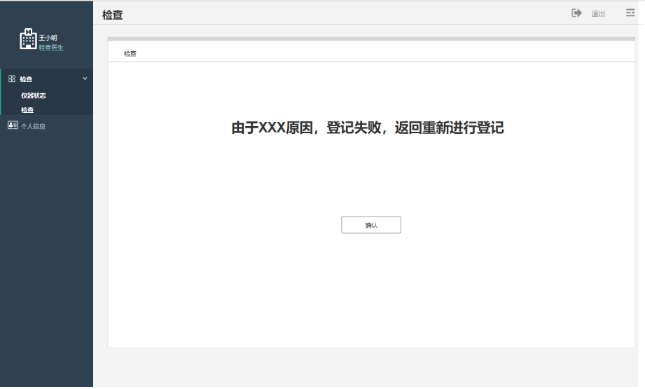 检查
退出
王小明
检查医生
检查
检查
仪器状态
检查
个人信息
由于XXX原因，登记失败，返回重新进行登记
确认